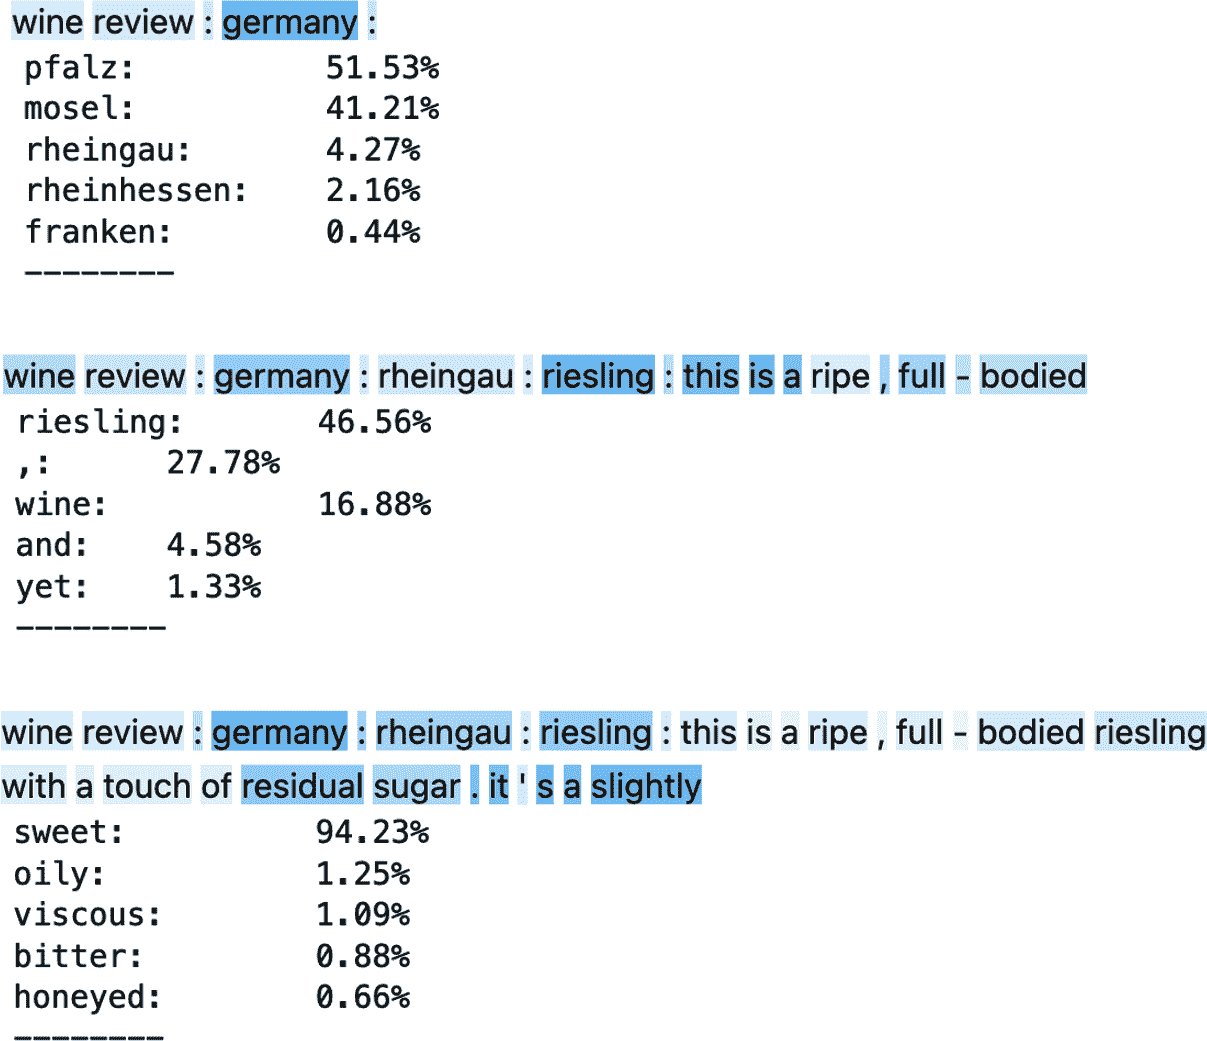 wine review : germany :
pfalz: 51.53%
mosel: 41.21%
rheingau: 4.27%
rheinhessen: 2.16%
franken: 0.44%
--------
wine review : germany : rheingau : riesling : this is a ripe , full - bodied
riesling: 46.56%
,: 27.78%
wine: 16.88%
and: 4.58%
yet: 1.33%
--------
wine review : germany : rheingau : riesling : this is a ripe , full - bodied riesling
with a touch of residual sugar . it ' s a slightly
sweet: 94.23%
oily: 1.25%
viscous: 1.09%
bitter: 0.88%
honeyed: 0.66%
--------